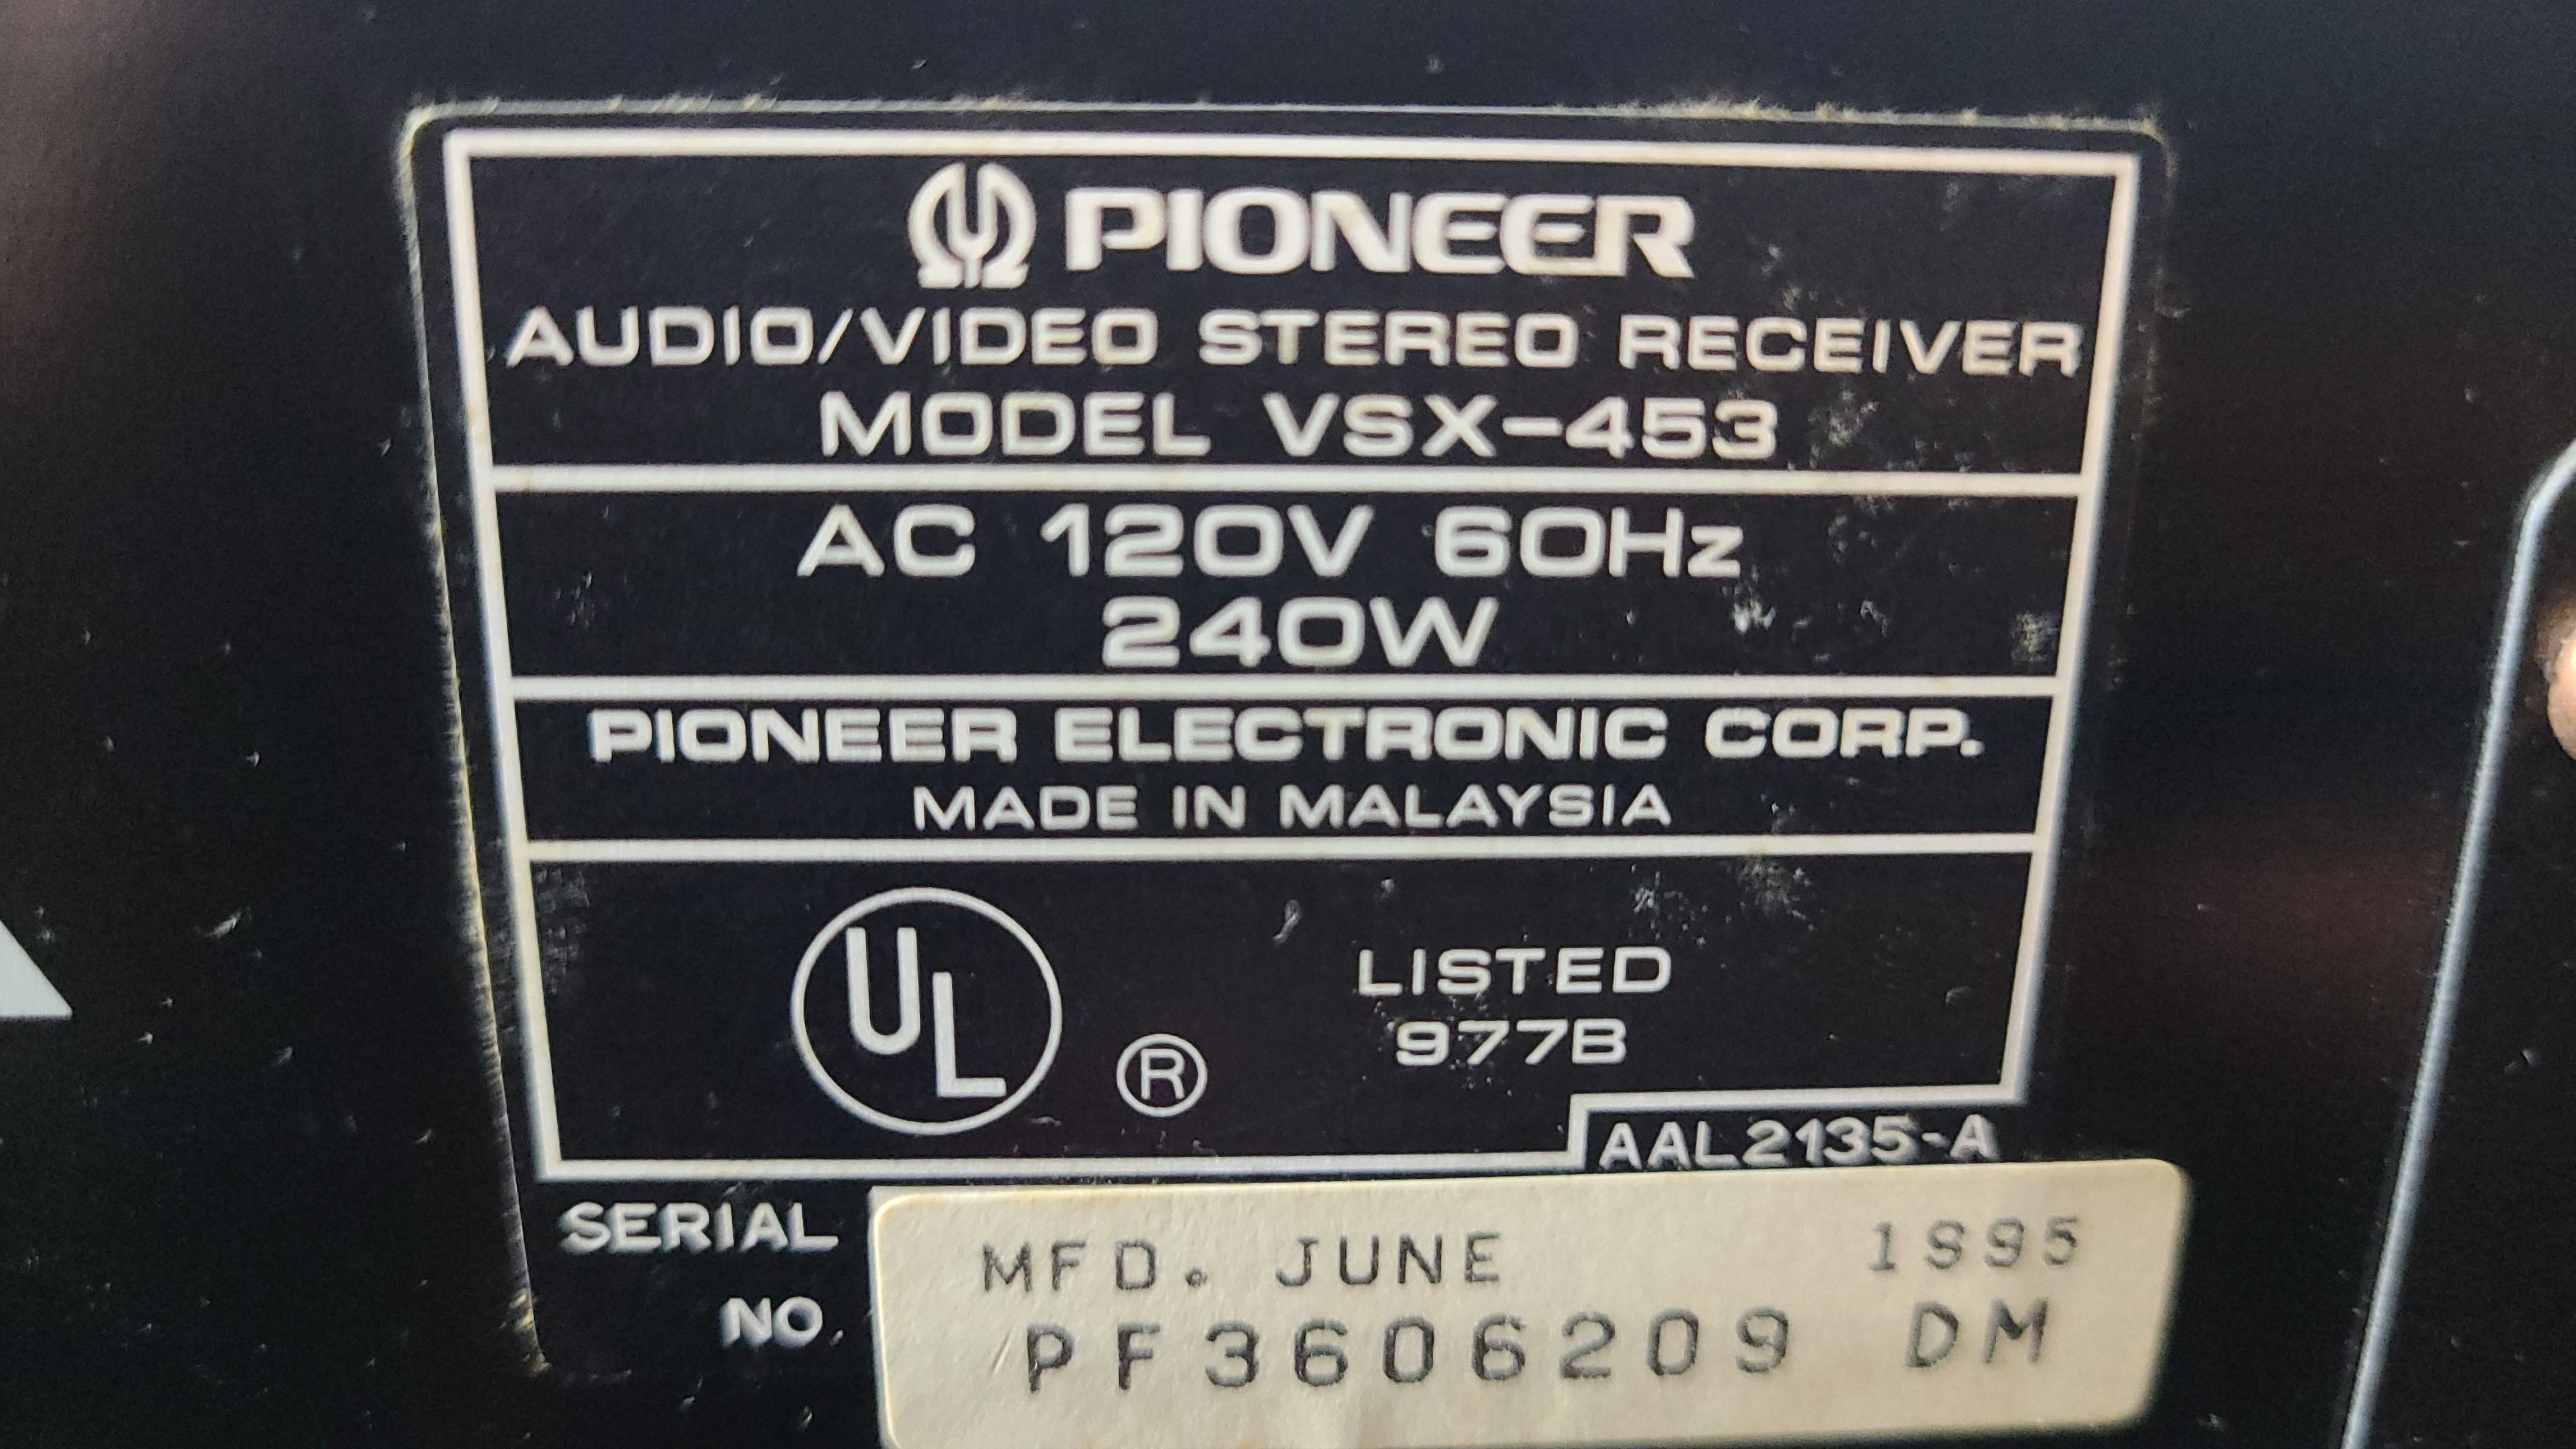 PIONEER
AUDIO/VIDEO STEREO RECEIVER
MODEL VSX-453
AC 120V 60Hz
240W
PIONEER ELECTRONIC CORP.
MADE IN MALAYSIA
UL ® LISTED
977B
AAL2135-A
SERIAL NO.
MFD. JUNE 1995
PF3606209 DM